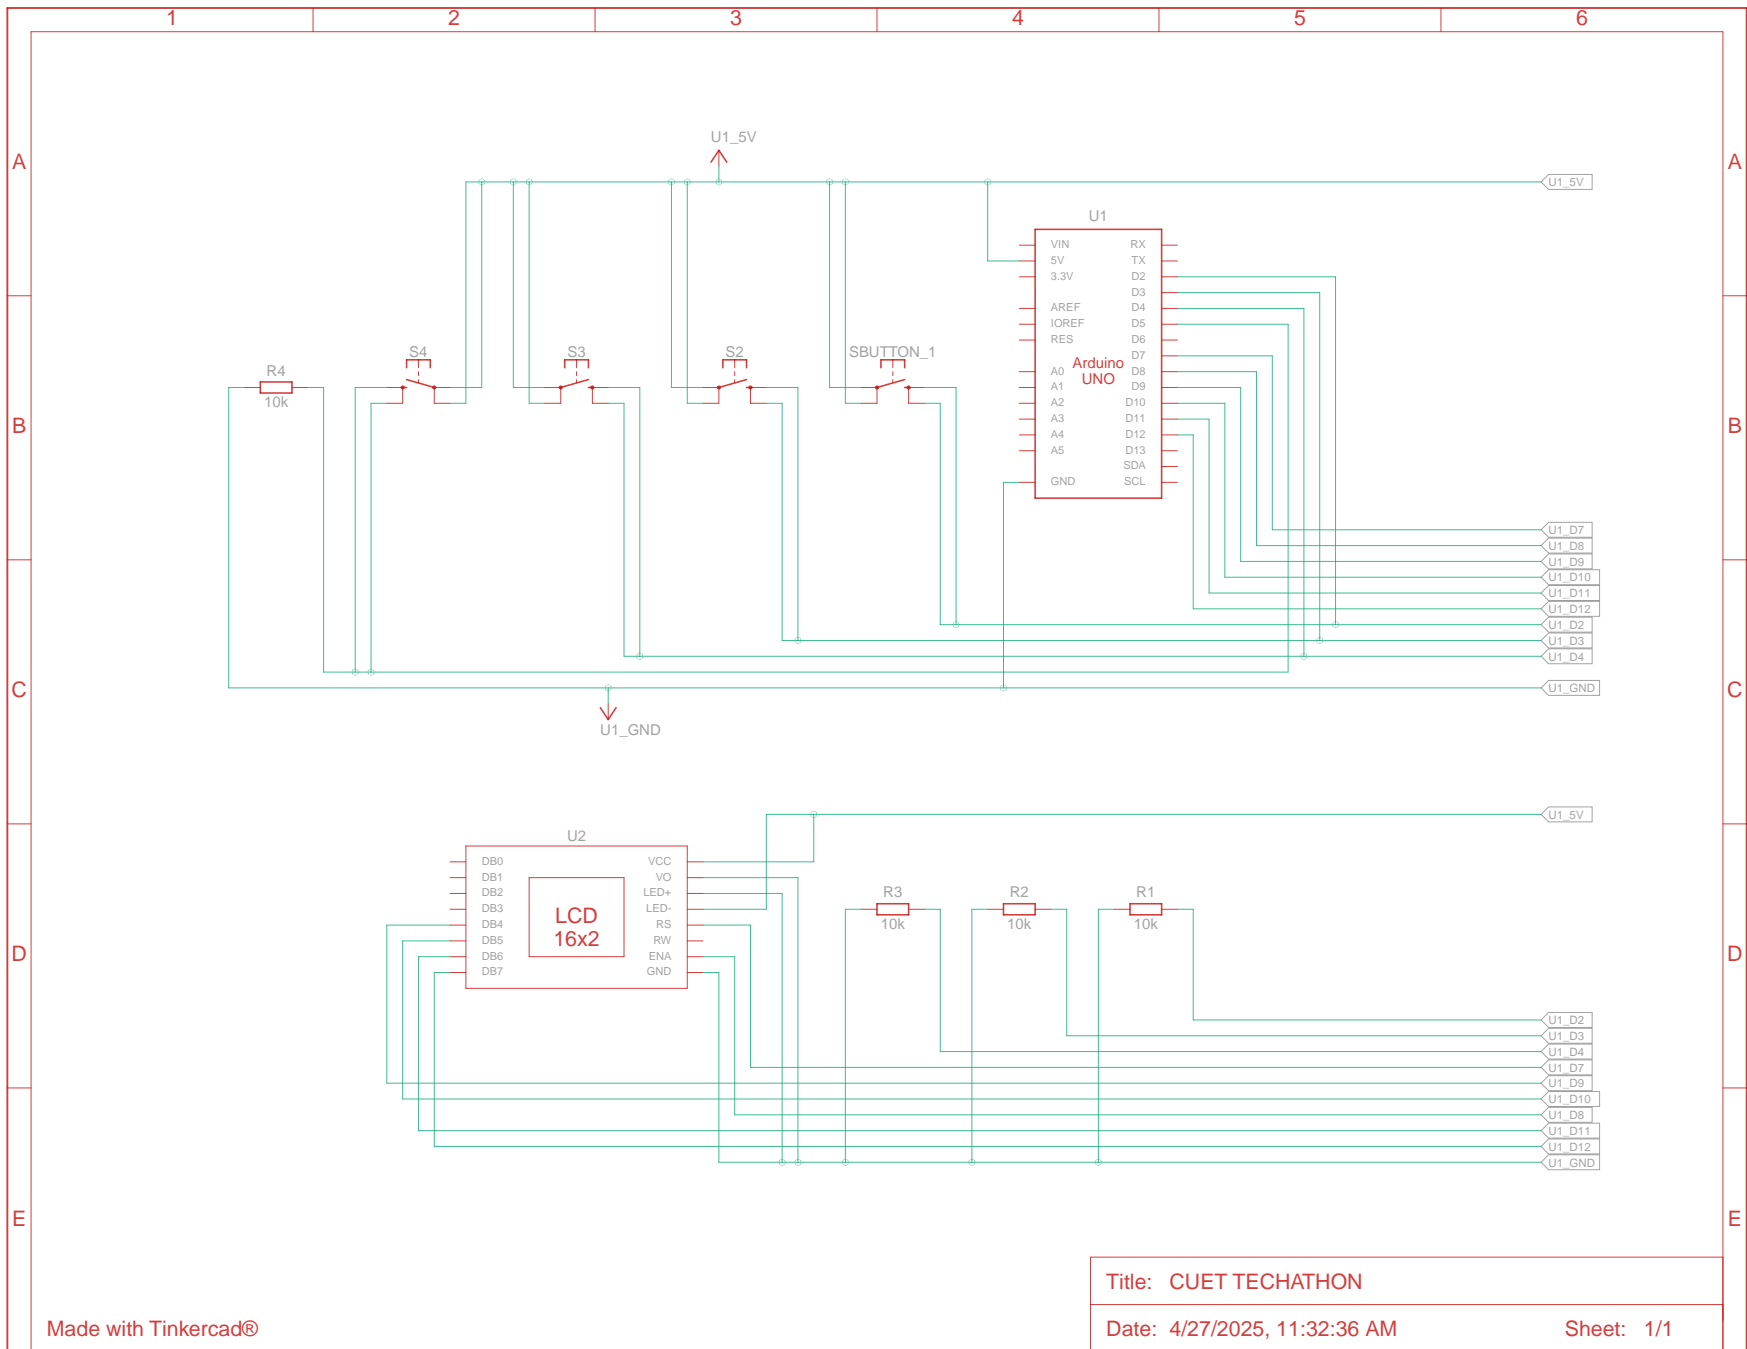 1 2 3 4 5 6
A A
B B
C C
D D
E E
U1_5V
U1_5V
U1
VIN RX
5V TX
3.3V D2
D3
AREF D4
IOREF D5
RES D6
D7
A0 D8
A1 D9
A2 D10
A3 D11
A4 D12
A5 D13
SDA
GND SCL
Arduino
UNO
S4 S3 S2 SBUTTON_1
R4
10k
U1_D7
U1_D8
U1_D9
U1_D10
U1_D11
U1_D12
U1_D2
U1_D3
U1_D4
U1_GND
U1_GND
U1_5V
U2
DB0 VCC
DB1 VO
DB2 LED+
DB3 LED-
DB4 RS
DB5 RW
DB6 ENA
DB7 GND
LCD
16x2
R3 R2 R1
10k 10k 10k
U1_D2
U1_D3
U1_D4
U1_D7
U1_D9
U1_D10
U1_D8
U1_D11
U1_D12
U1_GND
Title: CUET TECHATHON
Made with Tinkercad® Date: 4/27/2025, 11:32:36 AM Sheet: 1/1